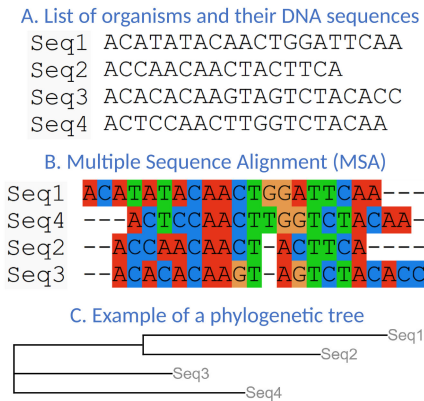 A. List of organisms and their DNA sequences
Seq1 ACATATACAACTGGATTCAA
Seq2 ACCAACAACTACTTCA
Seq3 ACACACAAGTAGTCTACACC
Seq4 ACTCCAACTTGGTCTACAA
B. Multiple Sequence Alignment (MSA)
Seq1 ACATATACAACTGGATTCAA---
Seq4 ---ACTCCAACTTGGTCTACAA-
Seq2 --ACCAACAACT-ACTTCA----
Seq3 --ACACACAAGT-AGTCTACACC
C. Example of a phylogenetic tree
Seq1
Seq2
Seq3
Seq4